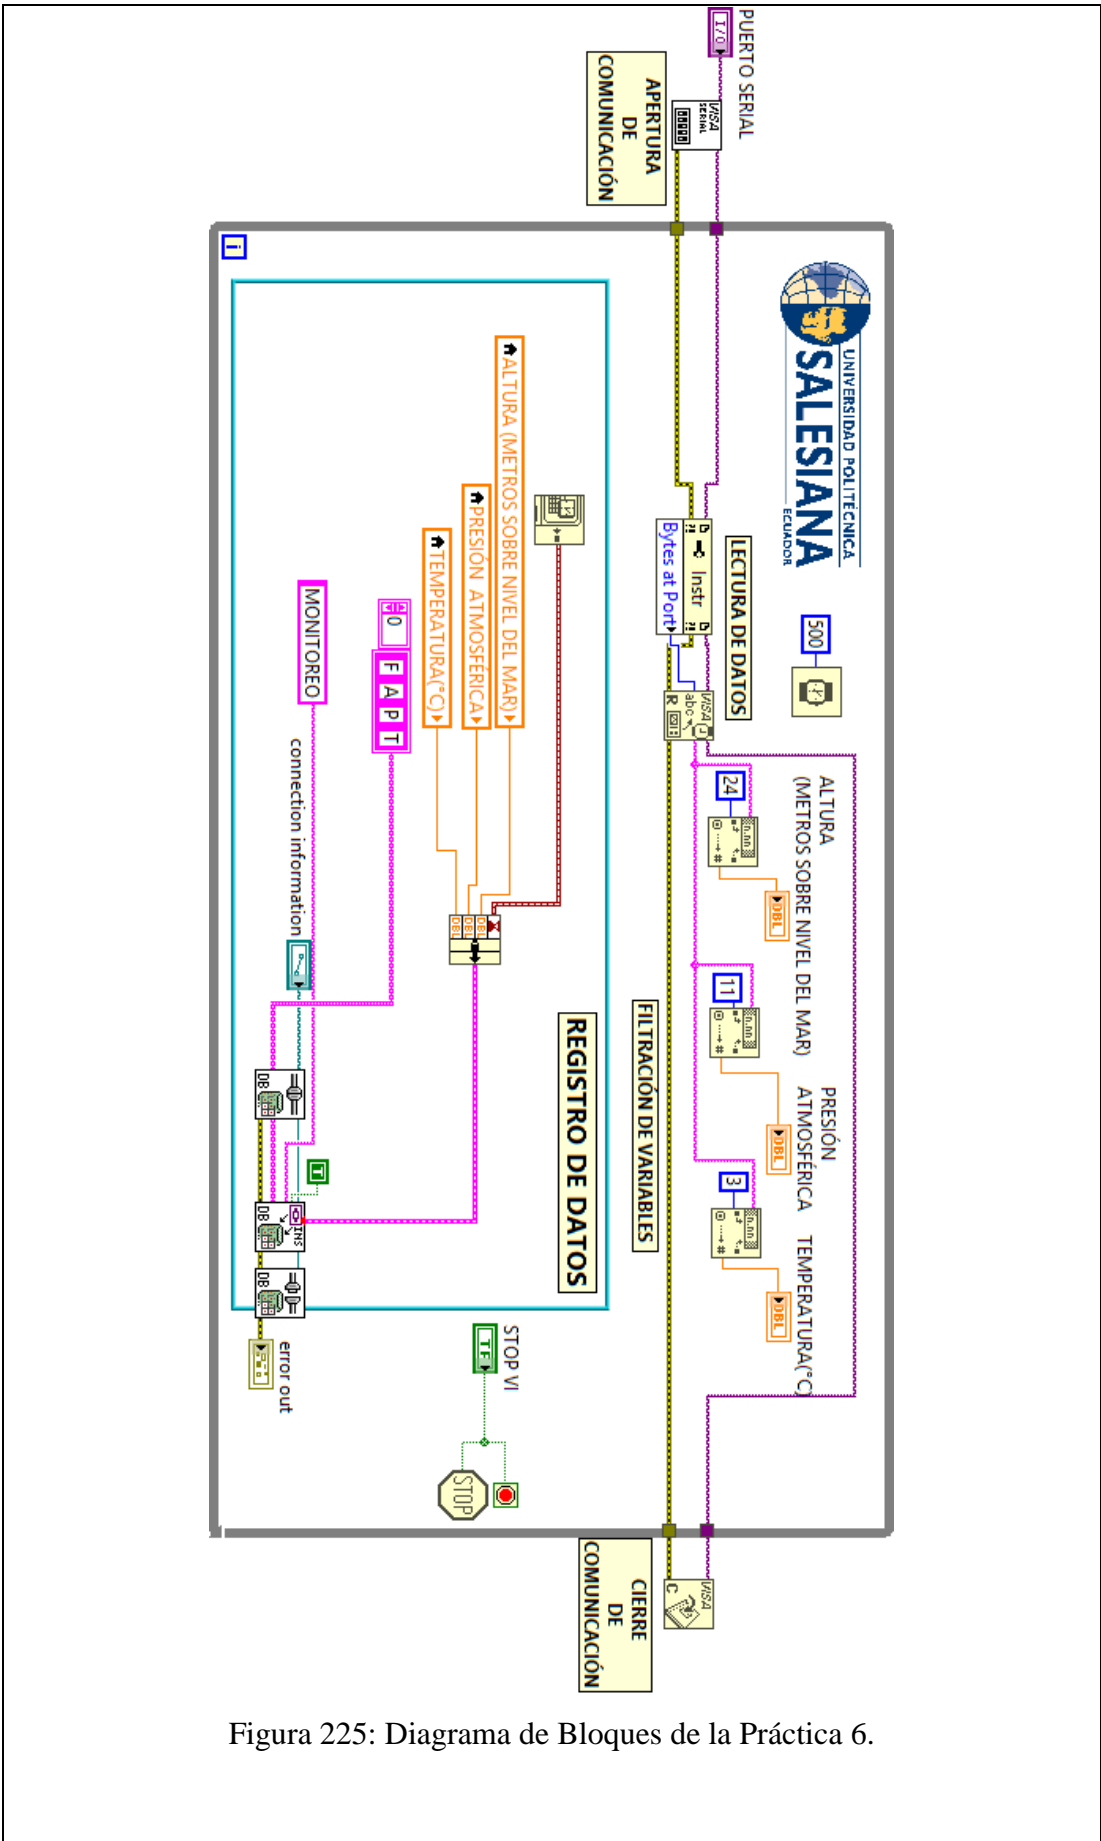 PUERTO SERIAL
I/O
VISA
SERIAL
APERTURA
DE
COMUNICACIÓN
UNIVERSIDAD POLITÉCNICA
SALESIANA
ECUADOR
500
LECTURA DE DATOS
Instr
Bytes at Port
VISA
abc
R
ALTURA
(METROS SOBRE NIVEL DEL MAR)
24
n.nn
DBL
PRESIÓN
ATMOSFÉRICA
11
n.nn
DBL
TEMPERATURA(°C)
3
n.nn
DBL
FILTRACIÓN DE VARIABLES
REGISTRO DE DATOS
ALTURA (METROS SOBRE NIVEL DEL MAR)
PRESIÓN ATMOSFÉRICA
TEMPERATURA(°C)
DBL
DBL
DBL
0
F A P T
MONITOREO
connection information
DB
T
INS
DB
DB
error out
i
STOP VI
TF
STOP
VISA
C
CIERRE
DE
COMUNICACIÓN
Figura 225: Diagrama de Bloques de la Práctica 6.